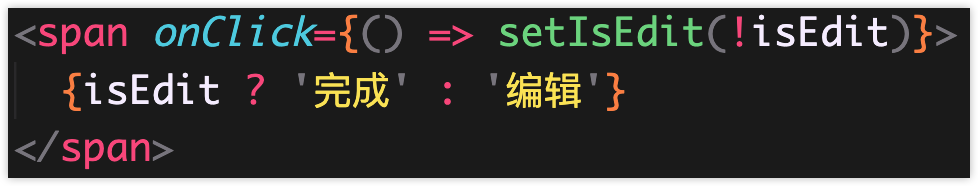 <span onClick={() => setIsEdit(!isEdit)}>
{isEdit ? '完成' : '编辑'}
</span>